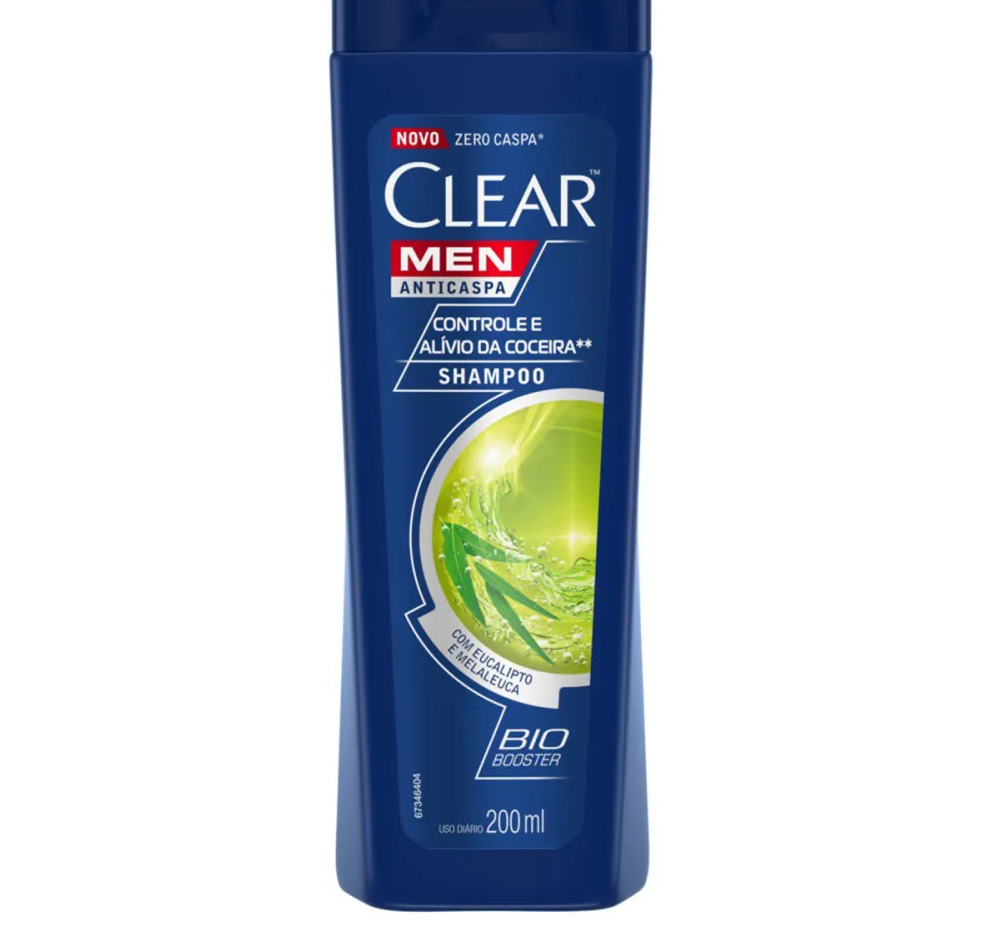 NOVO ZERO CASPA*
CLEAR™
MEN
ANTICASPA
CONTROLE E
ALÍVIO DA COCEIRA**
SHAMPOO
COM EUCALIPTO
E MELALEUCA
BIO
BOOSTER
67346404
USO DIÁRIO 200ml